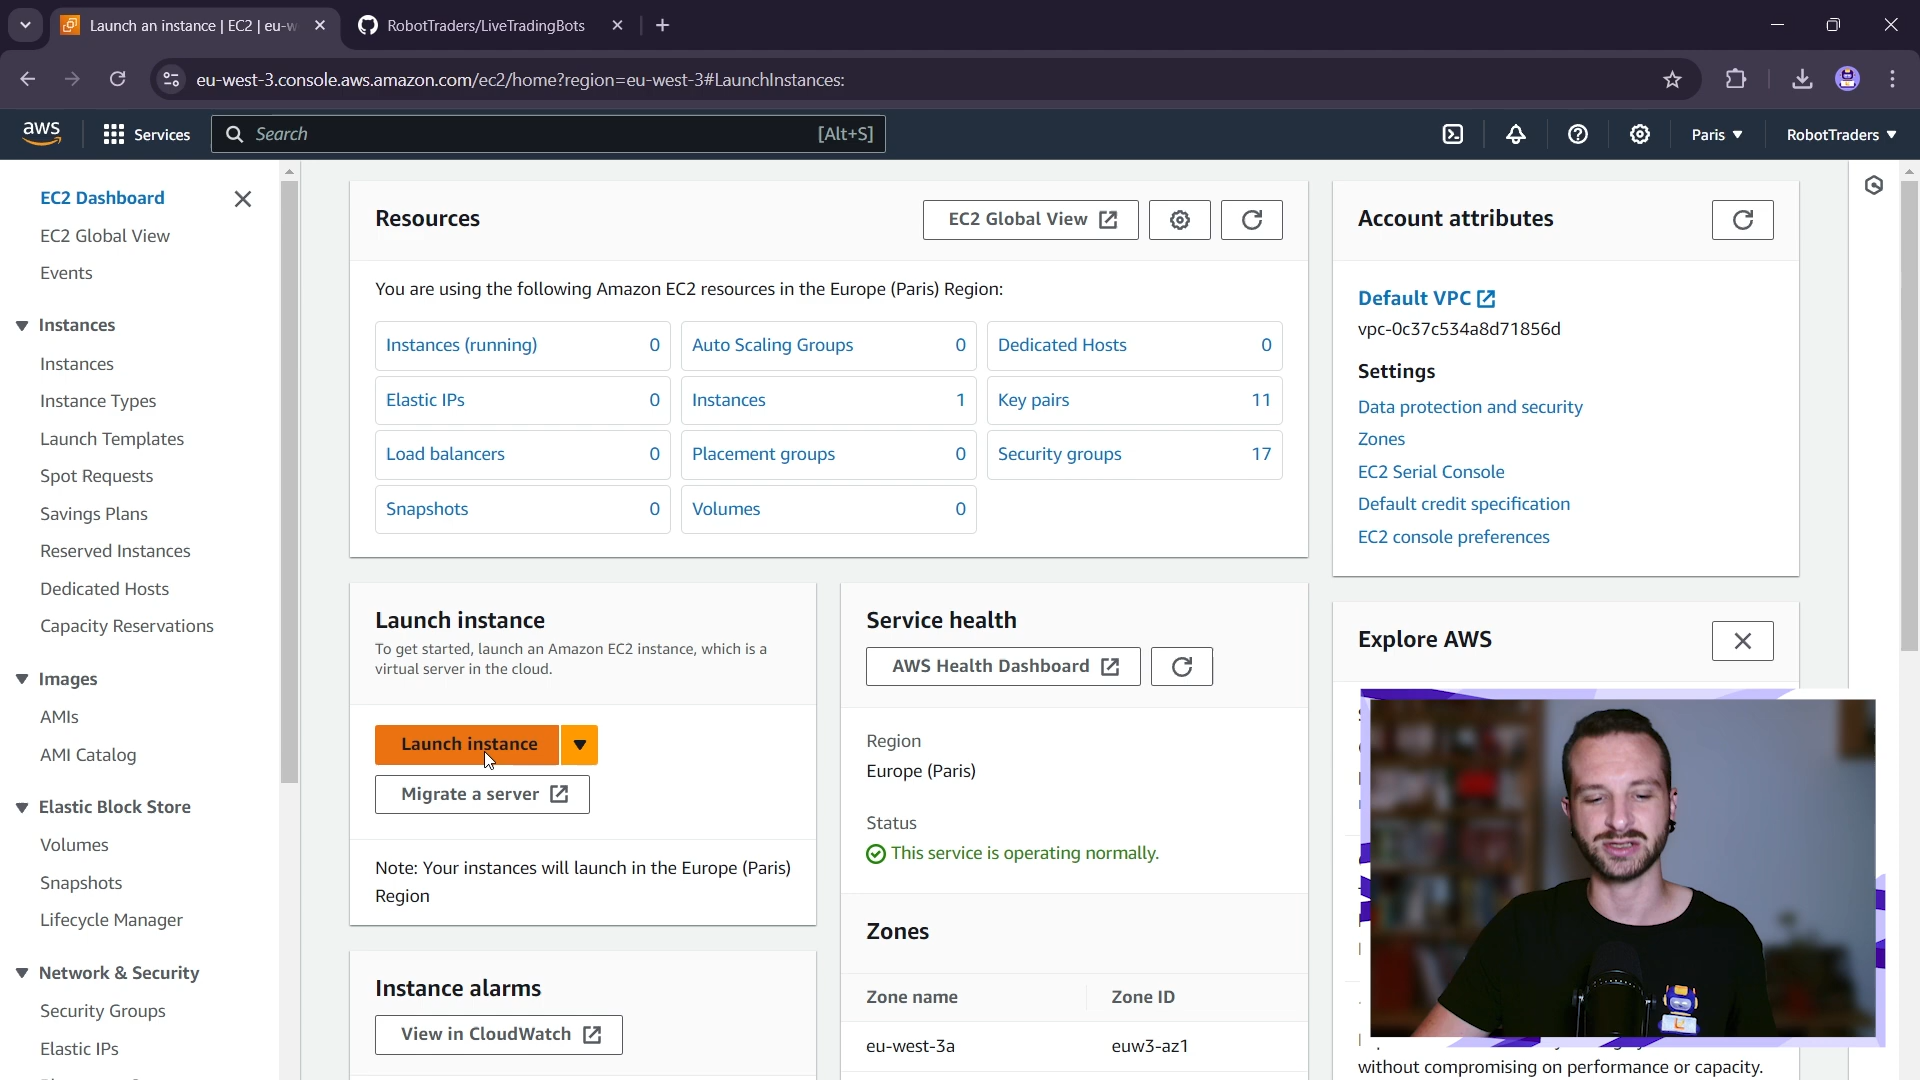 Launch an instance | EC2 | eu-w
RobotTraders/LiveTradingBots
eu-west-3.console.aws.amazon.com/ec2/home?region=eu-west-3#LaunchInstances:
aws
Services
Search
[Alt+S]
Paris
RobotTraders
EC2 Dashboard
EC2 Global View
Events
Instances
Instances
Instance Types
Launch Templates
Spot Requests
Savings Plans
Reserved Instances
Dedicated Hosts
Capacity Reservations
Images
AMIs
AMI Catalog
Elastic Block Store
Volumes
Snapshots
Lifecycle Manager
Network & Security
Security Groups
Elastic IPs
Resources
EC2 Global View
You are using the following Amazon EC2 resources in the Europe (Paris) Region:
Instances (running) 0
Auto Scaling Groups 0
Dedicated Hosts 0
Elastic IPs 0
Instances 1
Key pairs 11
Load balancers 0
Placement groups 0
Security groups 17
Snapshots 0
Volumes 0
Launch instance
To get started, launch an Amazon EC2 instance, which is a
virtual server in the cloud.
Launch instance
Migrate a server
Note: Your instances will launch in the Europe (Paris)
Region
Instance alarms
View in CloudWatch
Service health
AWS Health Dashboard
Region
Europe (Paris)
Status
This service is operating normally.
Zones
Zone name
Zone ID
eu-west-3a
euw3-az1
Account attributes
Default VPC
vpc-0c37c534a8d71856d
Settings
Data protection and security
Zones
EC2 Serial Console
Default credit specification
EC2 console preferences
Explore AWS
without compromising on performance or capacity.